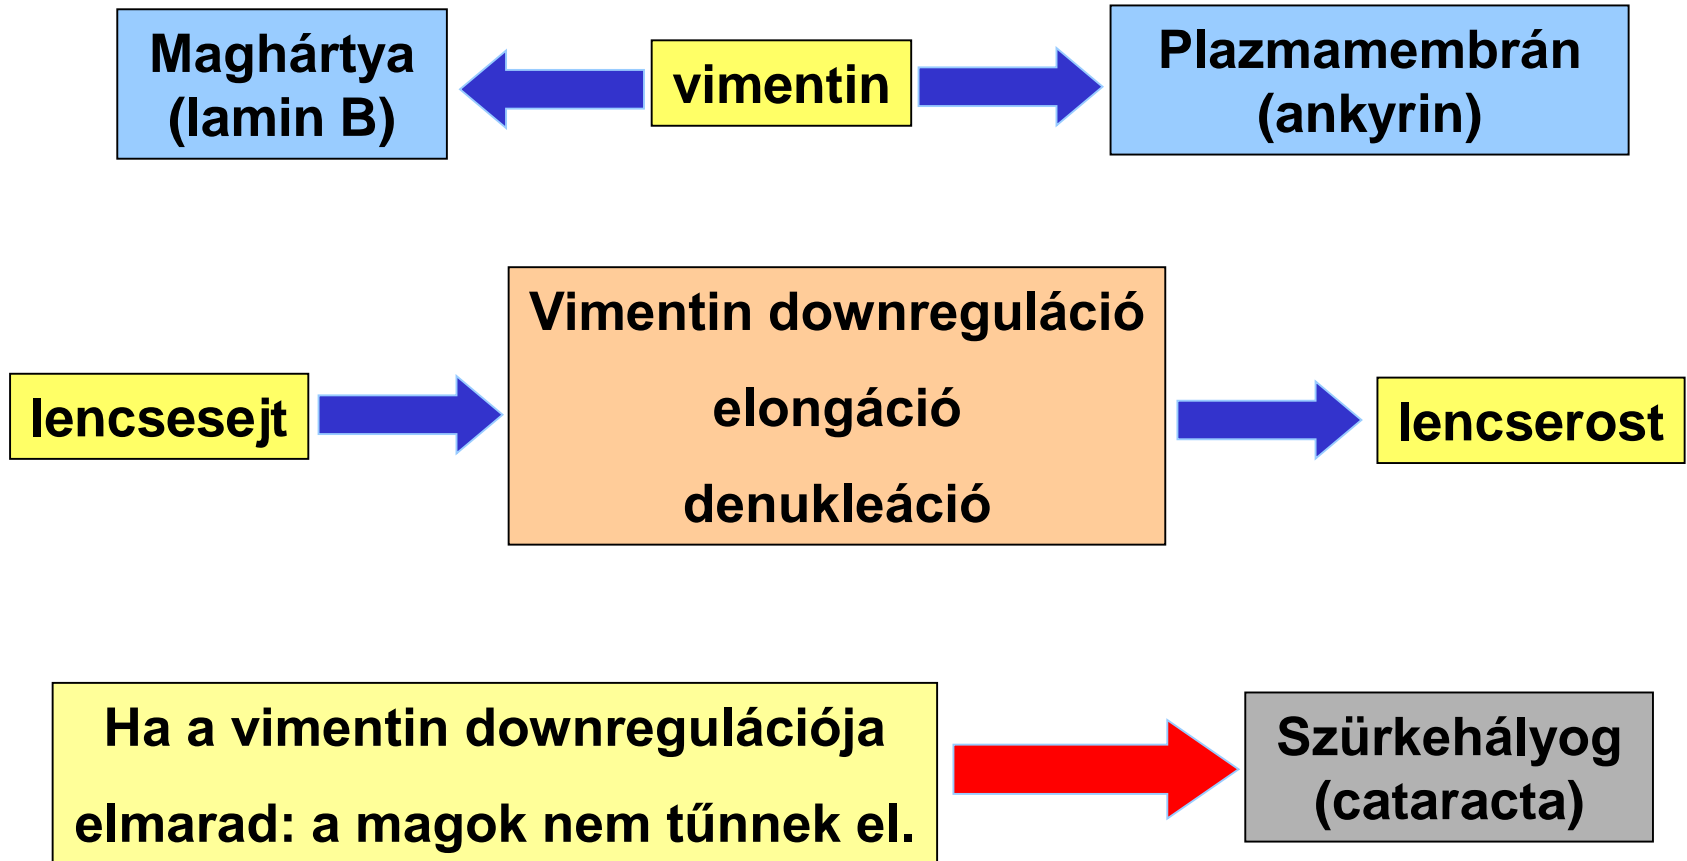 Maghártya
(lamin B)
vimentin
Plazmamembrán
(ankyrin)
lencsesejt
Vimentin downreguláció
elongáció
denukleáció
lencserost
Ha a vimentin downregulációja
elmarad: a magok nem tűnnek el.
Szürkehályog
(cataracta)